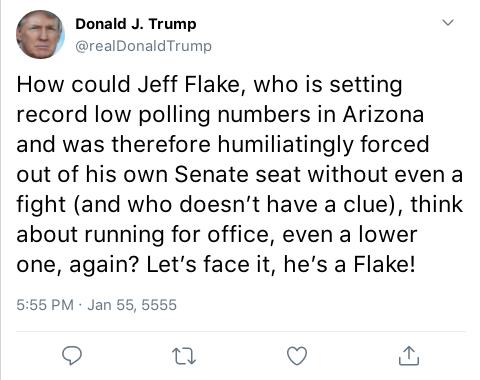 Donald J. Trump
@realDonaldTrump
How could Jeff Flake, who is setting
record low polling numbers in Arizona
and was therefore humiliatingly forced
out of his own Senate seat without even a
fight (and who doesn’t have a clue), think
about running for office, even a lower
one, again? Let’s face it, he’s a Flake!
5:55 PM · Jan 55, 5555